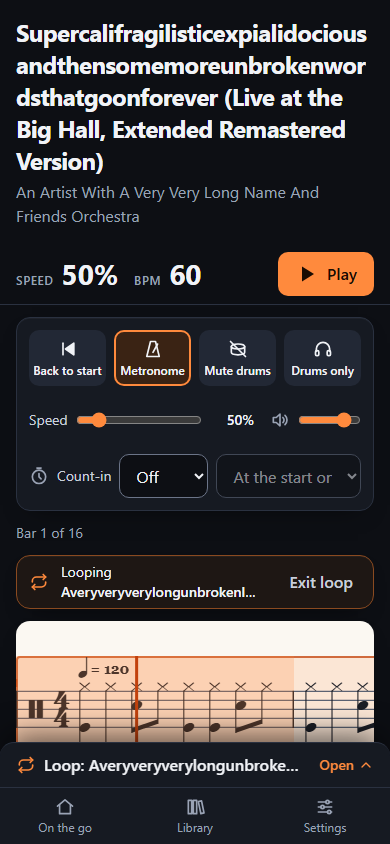 Supercalifragilisticexpialidocious
andthensomemoreunbrokenwor
dsthatgoonforever (Live at the
Big Hall, Extended Remastered
Version)
An Artist With A Very Very Long Name And
Friends Orchestra
SPEED 50% BPM 60 Play
Back to start Metronome Mute drums Drums only
Speed 50%
Count-in Off At the start or
Bar 1 of 16
Looping
Averyveryverylongunbrokenl... Exit loop
= 120
4
4
Loop: Averyveryverylongunbroke... Open
On the go Library Settings